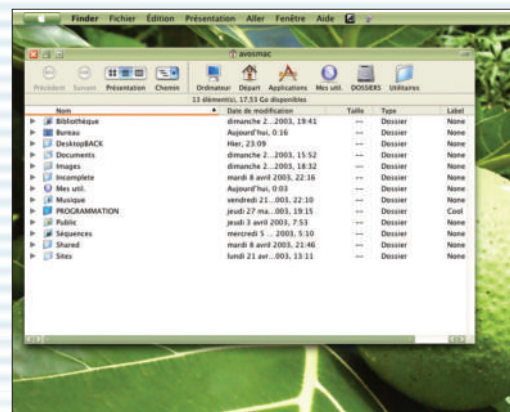 Finder Fichier Édition Présentation Aller Fenêtre Aide
avosmac
Précédent Suivant Présentation Chemin Ordinateur Départ Applications Mes util. DOSSIERS Utilitaires
13 élément(s), 17,53 Go disponibles
Nom Date de modification Taille Type Label
Bibliothèque dimanche 2...2003, 19:41 -- Dossier None
Bureau Aujourd'hui, 0:16 -- Dossier None
DesktopBACK Hier, 23:09 -- Dossier None
Documents dimanche 2...2003, 15:52 -- Dossier None
Images dimanche 2...2003, 18:32 -- Dossier None
Incomplete mardi 8 avril 2003, 22:16 -- Dossier None
Mes util. Aujourd'hui, 0:03 -- Dossier None
Musique vendredi 21...003, 22:10 -- Dossier None
PROGRAMMATION jeudi 27 ma...003, 19:15 -- Dossier Cool
Public jeudi 3 avril 2003, 7:53 -- Dossier None
Séquences mercredi 5 ... 2003, 5:10 -- Dossier None
Shared mardi 8 avril 2003, 21:46 -- Dossier None
Sites lundi 21 avr...003, 13:11 -- Dossier None